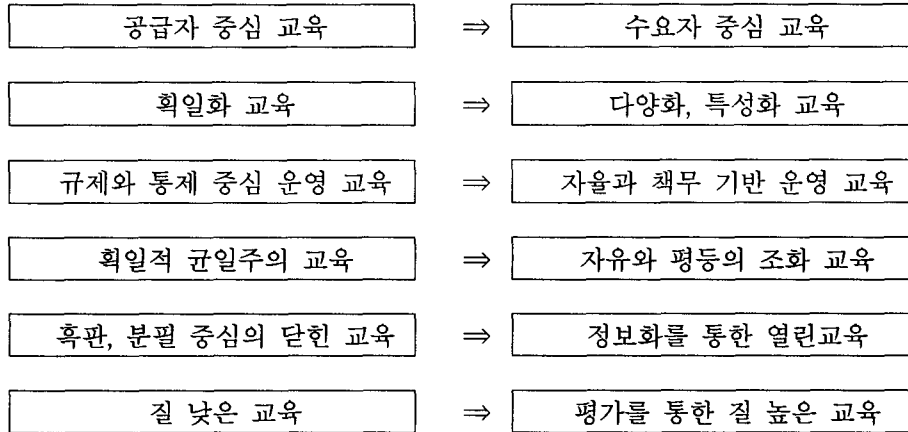 공급자 중심 교육 ⇒ 수요자 중심 교육
획일화 교육 ⇒ 다양화, 특성화 교육
규제와 통제 중심 운영 교육 ⇒ 자율과 책무 기반 운영 교육
획일적 균일주의 교육 ⇒ 자유와 평등의 조화 교육
흑판, 분필 중심의 닫힌 교육 ⇒ 정보화를 통한 열린교육
질 낮은 교육 ⇒ 평가를 통한 질 높은 교육